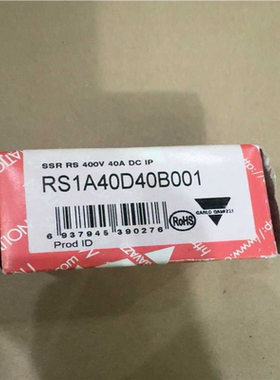 SSR RS 400V 40A DC IP
RS1A40D40B001
RoHS
CARLO GAVAZZI
6 937945 390276
Prod ID